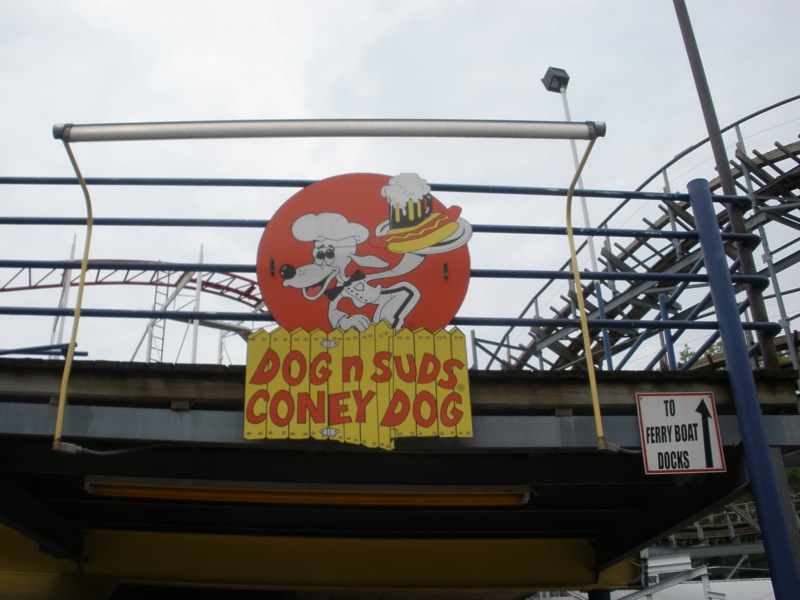 DOG n SUDS®
CONEY DOG
TO
FERRY BOAT
DOCKS